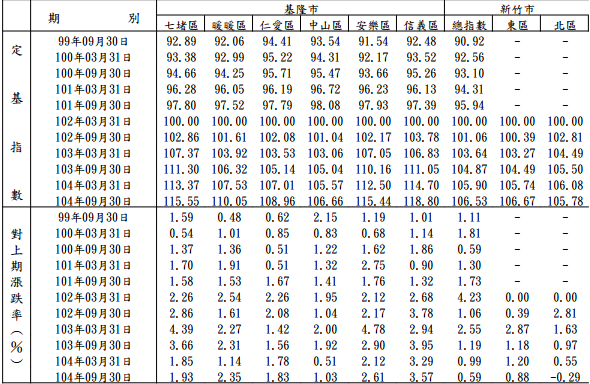 期 別 基隆市 新竹市
七堵區 暖暖區 仁愛區 中山區 安樂區 信義區 總指數 東區 北區
定基指數
99年09月30日 92.89 92.06 94.41 93.54 91.54 92.48 90.92 － －
100年03月31日 93.38 92.99 95.22 94.31 92.17 93.52 92.56 － －
100年09月30日 94.66 94.25 95.71 95.47 93.66 95.26 93.10 － －
101年03月31日 96.28 96.05 96.19 96.72 96.23 96.13 94.31 － －
101年09月30日 97.80 97.52 97.79 98.08 97.93 97.39 95.94 － －
102年03月31日 100.00 100.00 100.00 100.00 100.00 100.00 100.00 100.00 100.00
102年09月30日 102.86 101.61 102.08 101.04 102.17 103.78 101.06 100.39 102.81
103年03月31日 107.37 103.92 103.53 103.06 107.05 106.83 103.64 103.27 104.49
103年09月30日 111.30 106.32 105.14 105.04 110.16 111.05 104.87 104.49 105.50
104年03月31日 113.37 107.53 107.01 105.57 112.50 114.70 105.90 105.74 106.08
104年09月30日 115.55 110.05 108.96 106.66 115.44 118.80 106.53 106.67 105.78
對上期漲跌率(%)
99年09月30日 1.59 0.48 0.62 2.15 1.19 1.01 1.11 － －
100年03月31日 0.54 1.01 0.85 0.83 0.68 1.14 1.81 － －
100年09月30日 1.37 1.36 0.51 1.22 1.62 1.86 0.59 － －
101年03月31日 1.70 1.91 0.51 1.32 2.75 0.90 1.30 － －
101年09月30日 1.58 1.53 1.67 1.41 1.76 1.32 1.73 － －
102年03月31日 2.26 2.54 2.26 1.95 2.12 2.68 4.23 0.00 0.00
102年09月30日 2.86 1.61 2.08 1.04 2.17 3.78 1.06 0.39 2.81
103年03月31日 4.39 2.27 1.42 2.00 4.78 2.94 2.55 2.87 1.63
103年09月30日 3.66 2.31 1.56 1.92 2.90 3.95 1.19 1.18 0.97
104年03月31日 1.85 1.14 1.78 0.51 2.12 3.29 0.99 1.20 0.55
104年09月30日 1.93 2.35 1.83 1.03 2.61 3.57 0.59 0.88 -0.29